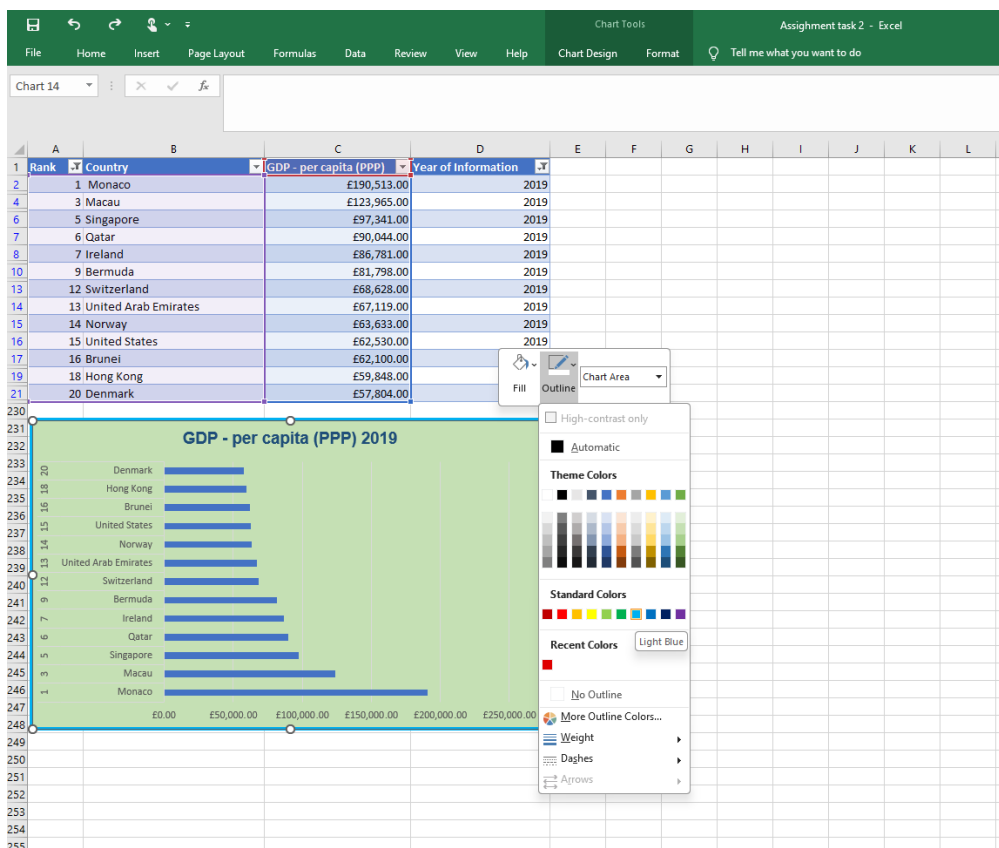 Chart Tools
Assighment task 2 - Excel
File Home Insert Page Layout Formulas Data Review View Help Chart Design Format Tell me what you want to do
Chart 14 fx
A B C D E F G H I J K L
1 Rank Country GDP - per capita (PPP) Year of Information
2 1 Monaco £190,513.00 2019
4 3 Macau £123,965.00 2019
6 5 Singapore £97,341.00 2019
7 6 Qatar £90,044.00 2019
8 7 Ireland £86,781.00 2019
10 9 Bermuda £81,798.00 2019
13 12 Switzerland £68,628.00 2019
14 13 United Arab Emirates £67,119.00 2019
15 14 Norway £63,633.00 2019
16 15 United States £62,530.00 2019
17 16 Brunei £62,100.00
19 18 Hong Kong £59,848.00
21 20 Denmark £57,804.00
Fill Outline Chart Area
230
231
232
233
234
235
236
237
238
239
240
241
242
243
244
245
246
247
248
249
250
251
252
253
254
255
GDP - per capita (PPP) 2019
20 Denmark
18 Hong Kong
16 Brunei
15 United States
14 Norway
13 United Arab Emirates
12 Switzerland
9 Bermuda
7 Ireland
6 Qatar
5 Singapore
3 Macau
1 Monaco
£0.00 £50,000.00 £100,000.00 £150,000.00 £200,000.00 £250,000.00
High-contrast only
Automatic
Theme Colors
Standard Colors
Light Blue
Recent Colors
No Outline
More Outline Colors...
Weight
Dashes
Arrows